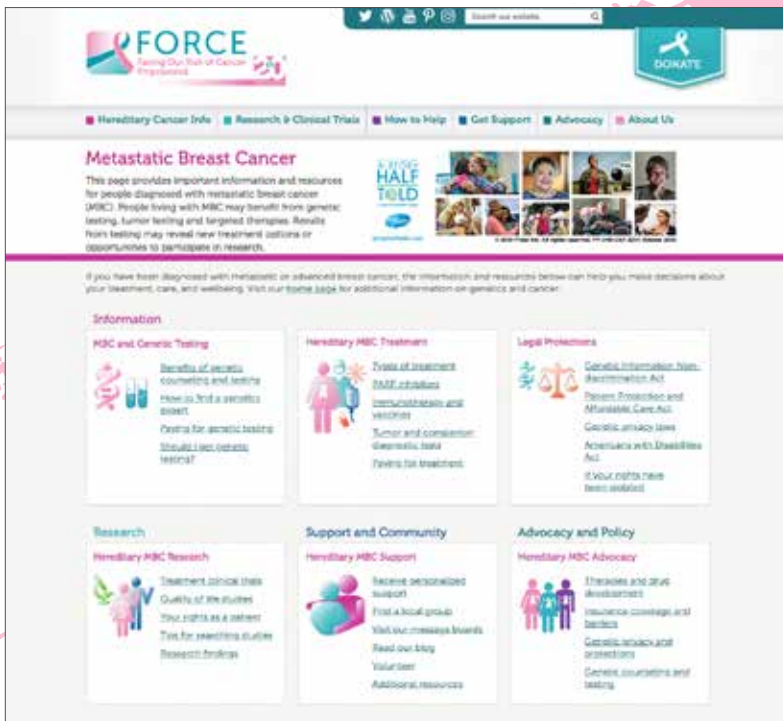 Search our website
FORCE
Facing Our Risk of Cancer
Empowered
DONATE
Hereditary Cancer Info
Research & Clinical Trials
How to Help
Get Support
Advocacy
About Us
Metastatic Breast Cancer
This page provides important information and resources
for people diagnosed with metastatic breast cancer
(MBC). People living with MBC may benefit from genetic
testing, tumor testing and targeted therapies. Results
from testing may reveal new treatment options or
opportunities to participate in research.
A STORY
HALF
TOLD
If you have been diagnosed with metastatic or advanced breast cancer, the information and resources below can help you make decisions about
your treatment, care, and wellbeing. Visit our home page for additional information on genetics and cancer.
Information
MBC and Genetic Testing
Benefits of genetic
counseling and testing
How to find a genetics
expert
Paying for genetic testing
Should I get genetic
testing?
Hereditary MBC Treatment
Types of treatment
PARP inhibitors
Immunotherapy and
vaccines
Tumor and companion
diagnostic tests
Paying for treatment
Legal Protections
Genetic Information Non-
discrimination Act
Patient Protection and
Affordable Care Act
Genetic privacy laws
Americans with Disabilities
Act
If your rights have
been violated
Research
Hereditary MBC Research
Treatment clinical trials
Quality of life studies
Your rights as a patient
Tips for searching studies
Research findings
Support and Community
Hereditary MBC Support
Receive personalized
support
Find a local group
Visit our message boards
Read our blog
Volunteer
Additional resources
Advocacy and Policy
Hereditary MBC Advocacy
Therapies and drug
development
Insurance coverage and
barriers
Genetic privacy and
protections
Genetic counseling and
testing